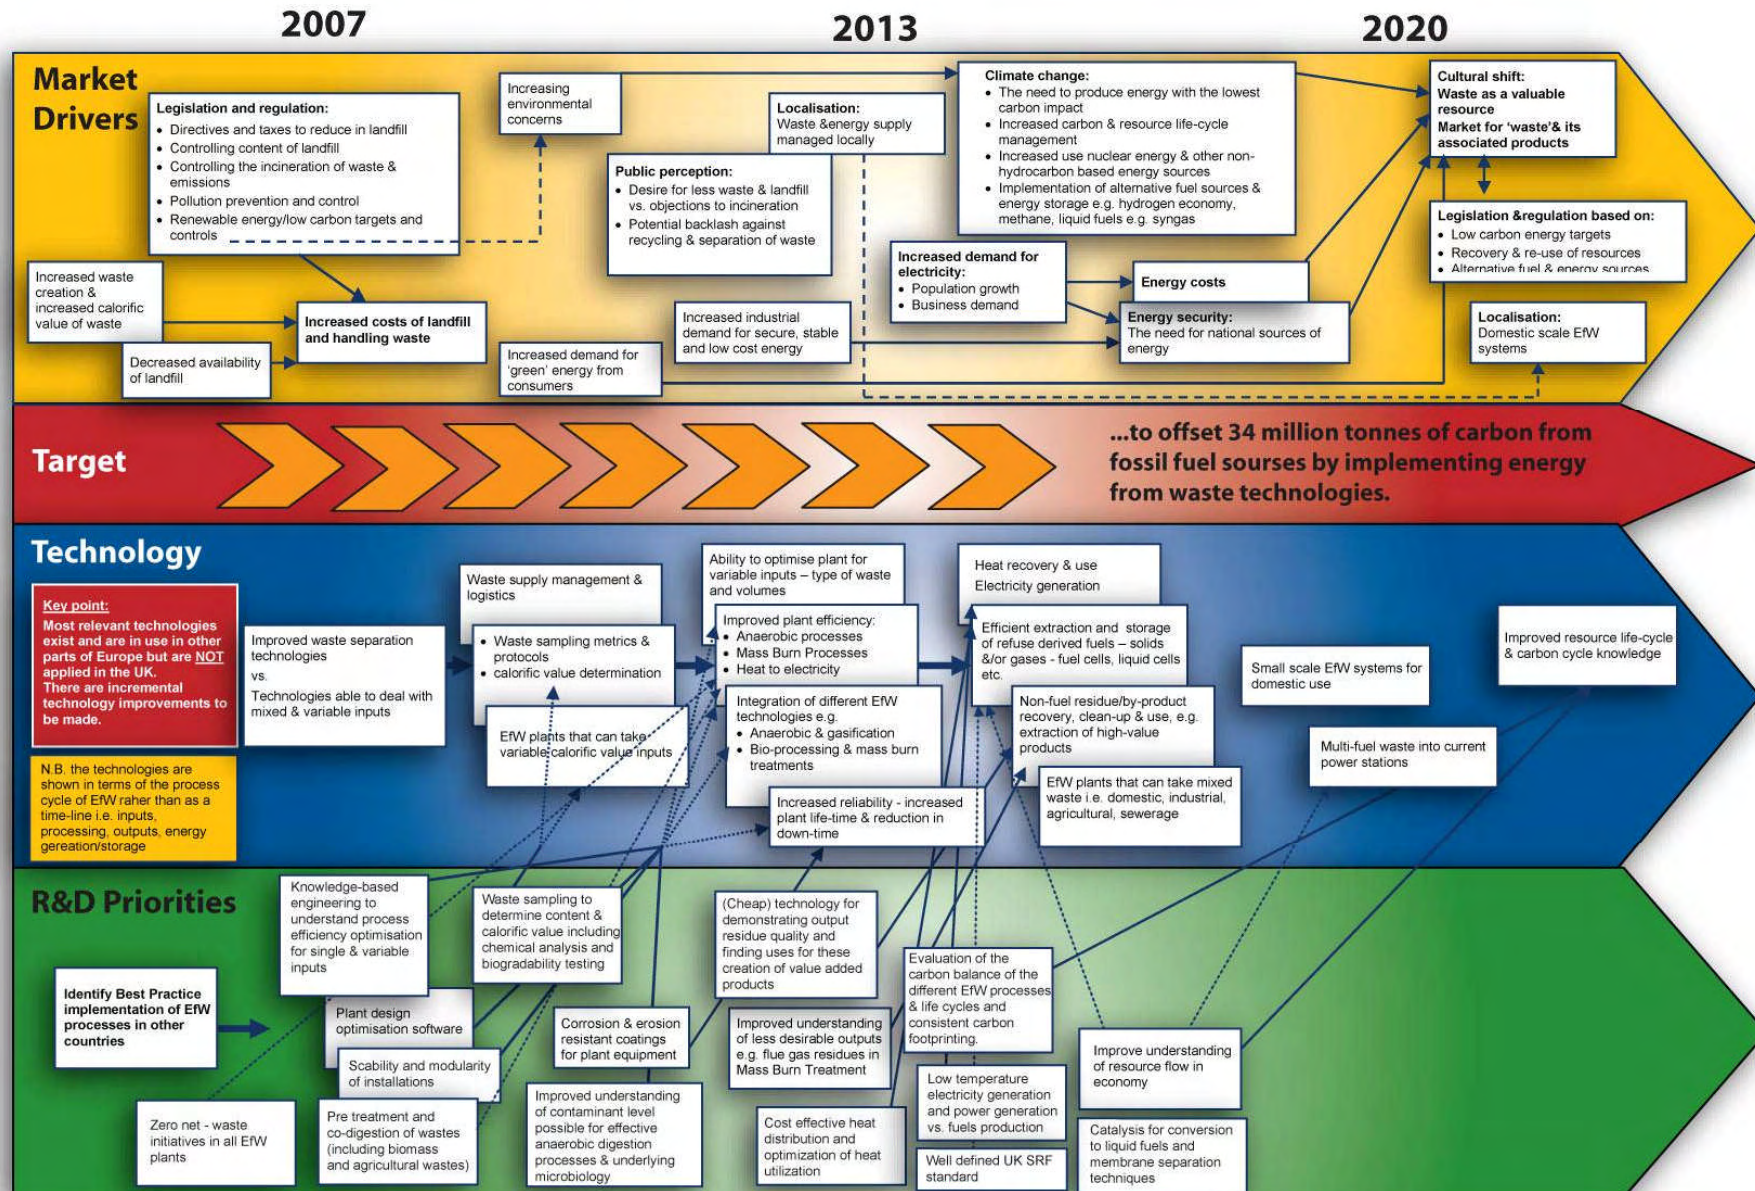 2007
2013
2020
Market
Drivers
Legislation and regulation:
• Directives and taxes to reduce in landfill
• Controlling content of landfill
• Controlling the incineration of waste &
emissions
• Pollution prevention and control
• Renewable energy/low carbon targets and
controls
Increasing
environmental
concerns
Localisation:
Waste &energy supply
managed locally
Public perception:
• Desire for less waste & landfill
vs. objections to incineration
• Potential backlash against
recycling & separation of waste
Climate change:
• The need to produce energy with the lowest
carbon impact
• Increased carbon & resource life-cycle
management
• Increased use nuclear energy & other non-
hydrocarbon based energy sources
• Implementation of alternative fuel sources &
energy storage e.g. hydrogen economy,
methane, liquid fuels e.g. syngas
Cultural shift:
Waste as a valuable
resource
Market for 'waste'& its
associated products
Legislation &regulation based on:
• Low carbon energy targets
• Recovery & re-use of resources
• Alternative fuel & energy sources
Increased waste
creation &
increased calorific
value of waste
Decreased availability
of landfill
Increased costs of landfill
and handling waste
Increased demand for
'green' energy from
consumers
Increased industrial
demand for secure, stable
and low cost energy
Increased demand for
electricity:
• Population growth
• Business demand
Energy costs
Energy security:
The need for national sources of
energy
Localisation:
Domestic scale EfW
systems
Target
...to offset 34 million tonnes of carbon from
fossil fuel sourses by implementing energy
from waste technologies.
Technology
Key point:
Most relevant technologies
exist and are in use in other
parts of Europe but are NOT
applied in the UK.
There are incremental
technology improvements to
be made.
N.B. the technologies are
shown in terms of the process
cycle of EfW raher than as a
time-line i.e. inputs,
processing, outputs, energy
gereation/storage
Improved waste separation
technologies
vs.
Technologies able to deal with
mixed & variable inputs
Waste supply management &
logistics
• Waste sampling metrics &
protocols
• calorific value determination
EfW plants that can take
variable calorific value inputs
Ability to optimise plant for
variable inputs – type of waste
and volumes
Improved plant efficiency:
• Anaerobic processes
• Mass Burn Processes
• Heat to electricity
Integration of different EfW
technologies e.g.
• Anaerobic & gasification
• Bio-processing & mass burn
treatments
Increased reliability - increased
plant life-time & reduction in
down-time
Heat recovery & use
Electricity generation
Efficient extraction and storage
of refuse derived fuels – solids
&/or gases - fuel cells, liquid cells
etc.
Non-fuel residue/by-product
recovery, clean-up & use, e.g.
extraction of high-value
products
EfW plants that can take mixed
waste i.e. domestic, industrial,
agricultural, sewerage
Small scale EfW systems for
domestic use
Multi-fuel waste into current
power stations
Improved resource life-cycle
& carbon cycle knowledge
R&D Priorities
Identify Best Practice
implementation of EfW
processes in other
countries
Knowledge-based
engineering to
understand process
efficiency optimisation
for single & variable
inputs
Plant design
optimisation software
Scability and modularity
of installations
Zero net - waste
initiatives in all EfW
plants
Pre treatment and
co-digestion of wastes
(including biomass
and agricultural wastes)
Waste sampling to
determine content &
calorific value including
chemical analysis and
biogradability testing
Corrosion & erosion
resistant coatings
for plant equipment
Improved understanding
of contaminant level
possible for effective
anaerobic digestion
processes & underlying
microbiology
(Cheap) technology for
demonstrating output
residue quality and
finding uses for these
creation of value added
products
Improved understanding
of less desirable outputs
e.g. flue gas residues in
Mass Burn Treatment
Cost effective heat
distribution and
optimization of heat
utilization
Evaluation of the
carbon balance of the
different EfW processes
& life cycles and
consistent carbon
footprinting.
Low temperature
electricity generation
and power generation
vs. fuels production
Well defined UK SRF
standard
Improve understanding
of resource flow in
economy
Catalysis for conversion
to liquid fuels and
membrane separation
techniques